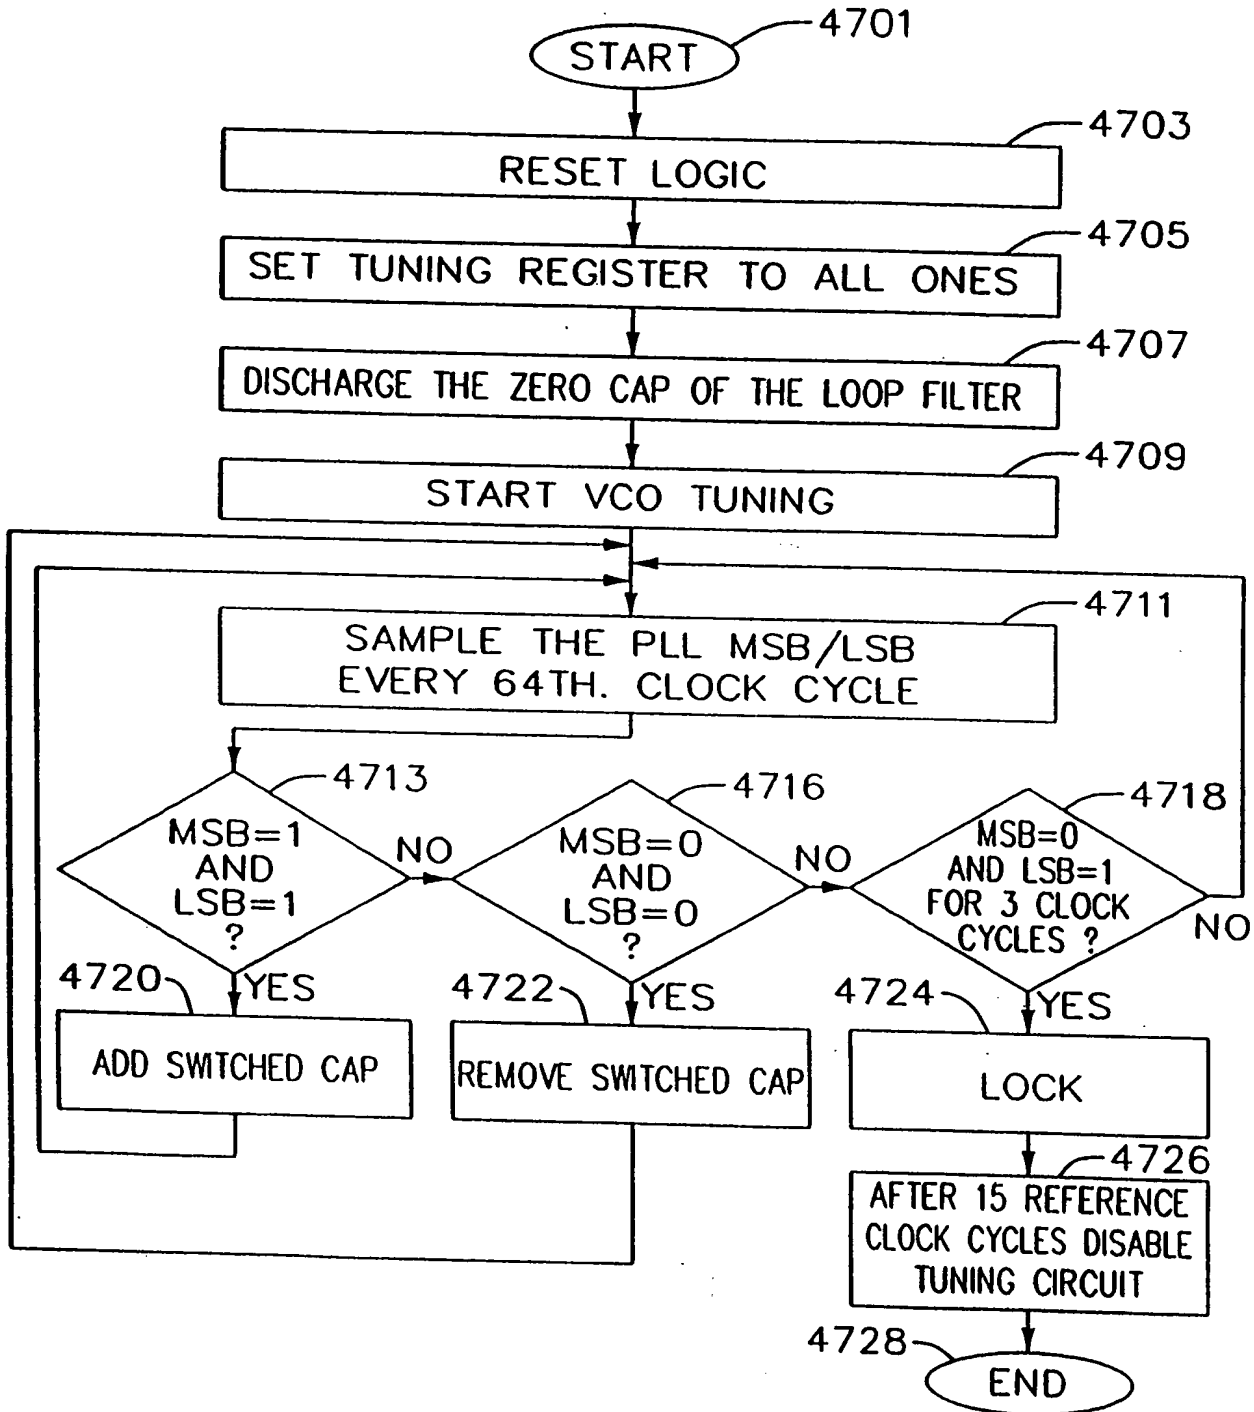 4701
START
4703
RESET LOGIC
4705
SET TUNING REGISTER TO ALL ONES
4707
DISCHARGE THE ZERO CAP OF THE LOOP FILTER
4709
START VCO TUNING
4711
SAMPLE THE PLL MSB/LSB
EVERY 64TH. CLOCK CYCLE
4713
MSB=1
AND
LSB=1
?
NO
4716
MSB=0
AND
LSB=0
?
NO
4718
MSB=0
AND LSB=1
FOR 3 CLOCK
CYCLES ?
NO
4720
YES
ADD SWITCHED CAP
4722
YES
REMOVE SWITCHED CAP
4724
YES
LOCK
4726
AFTER 15 REFERENCE
CLOCK CYCLES DISABLE
TUNING CIRCUIT
4728
END